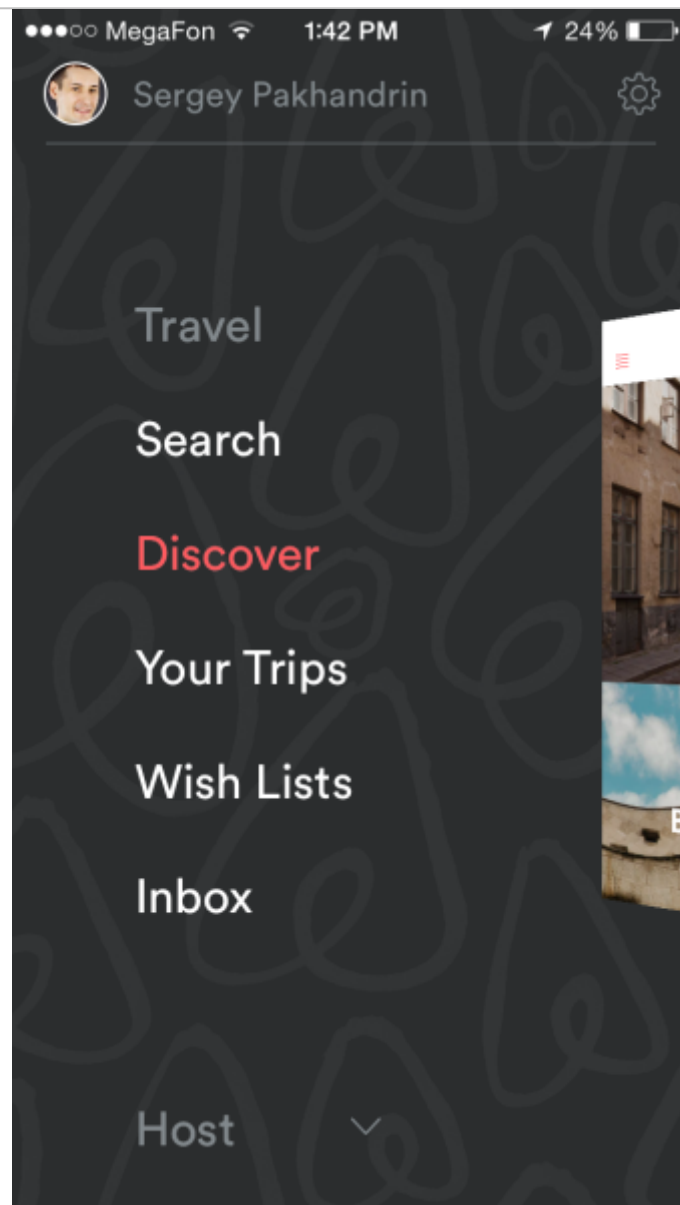 MegaFon 1:42 PM 24%
Sergey Pakhandrin
Travel
Search
Discover
Your Trips
Wish Lists
Inbox
Host